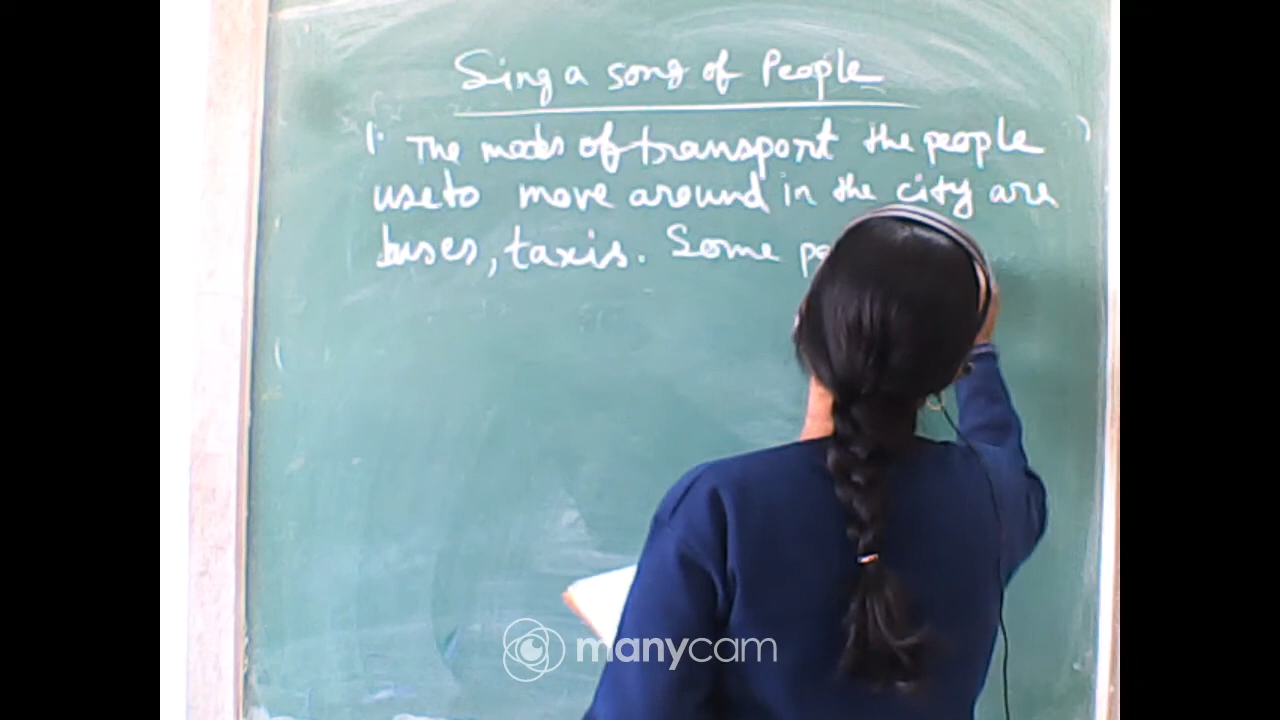 Sing a song of People
1. The modes of transport the people
use to move around in the city are
buses, taxis. Some
manycam